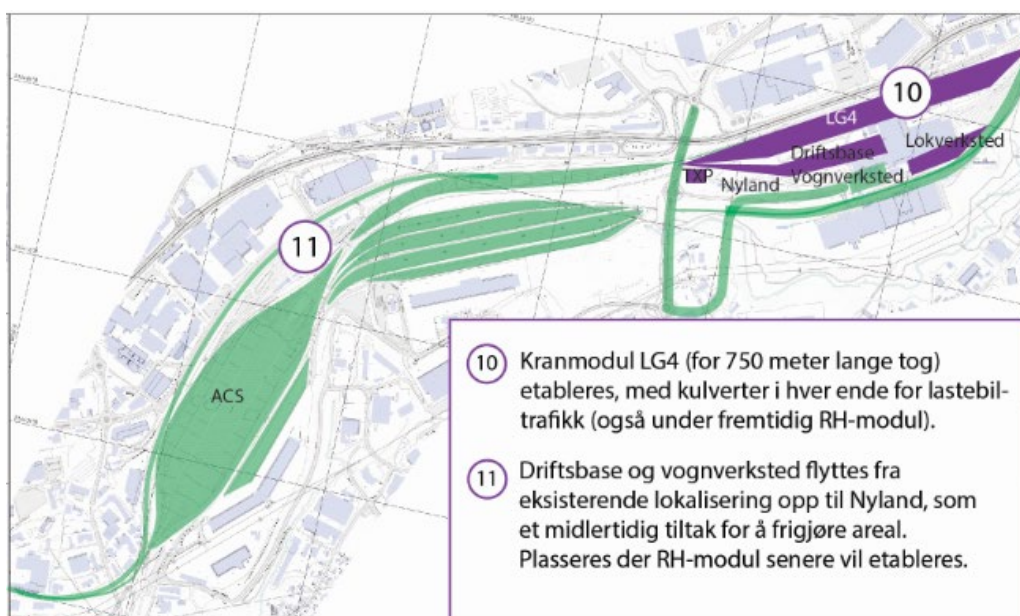 10
LG4
Lokverksted
Driftsbase
TXP
Nyland
Vognverksted
11
ACS
10 Kranmodul LG4 (for 750 meter lange tog)
etableres, med kulverter i hver ende for lastebil-
trafikk (også under fremtidig RH-modul).
11 Driftsbase og vognverksted flyttes fra
eksisterende lokalisering opp til Nyland, som
et midlertidig tiltak for å frigjøre areal.
Plasseres der RH-modul senere vil etableres.